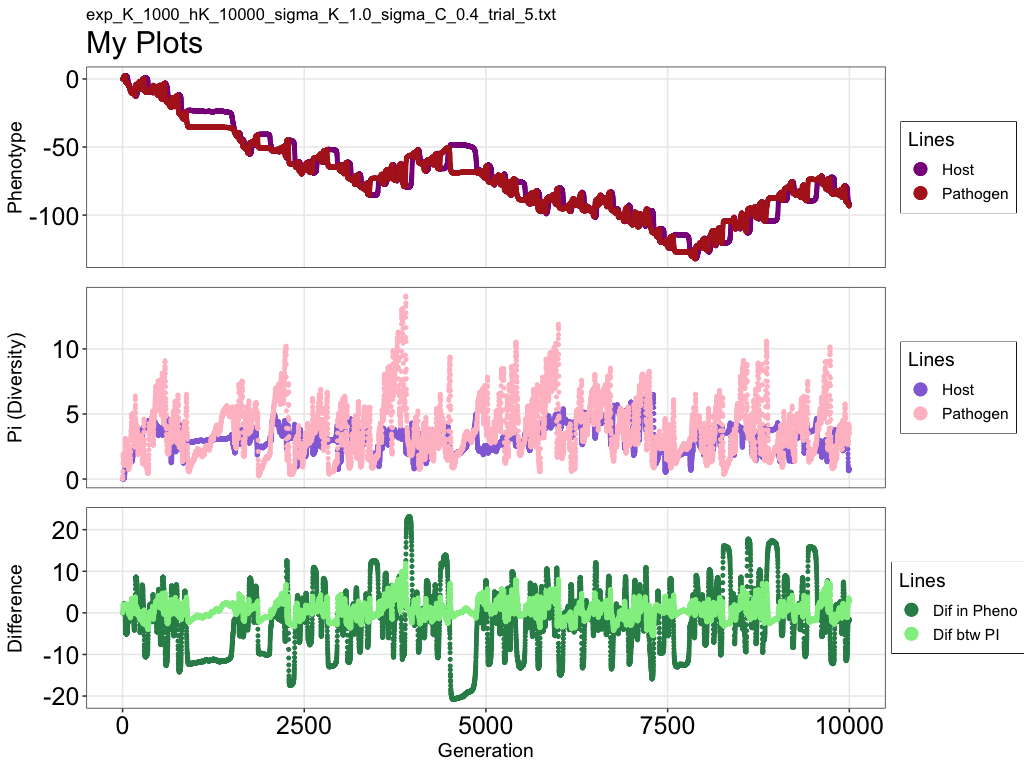 exp_K_1000_hK_10000_sigma_K_1.0_sigma_C_0.4_trial_5.txt
My Plots
0
-50
-100
Phenotype
Lines
Host
Pathogen
10
5
0
Pi (Diversity)
Lines
Host
Pathogen
20
10
0
-10
-20
Difference
Lines
Dif in Pheno
Dif btw PI
0 2500 5000 7500 10000
Generation